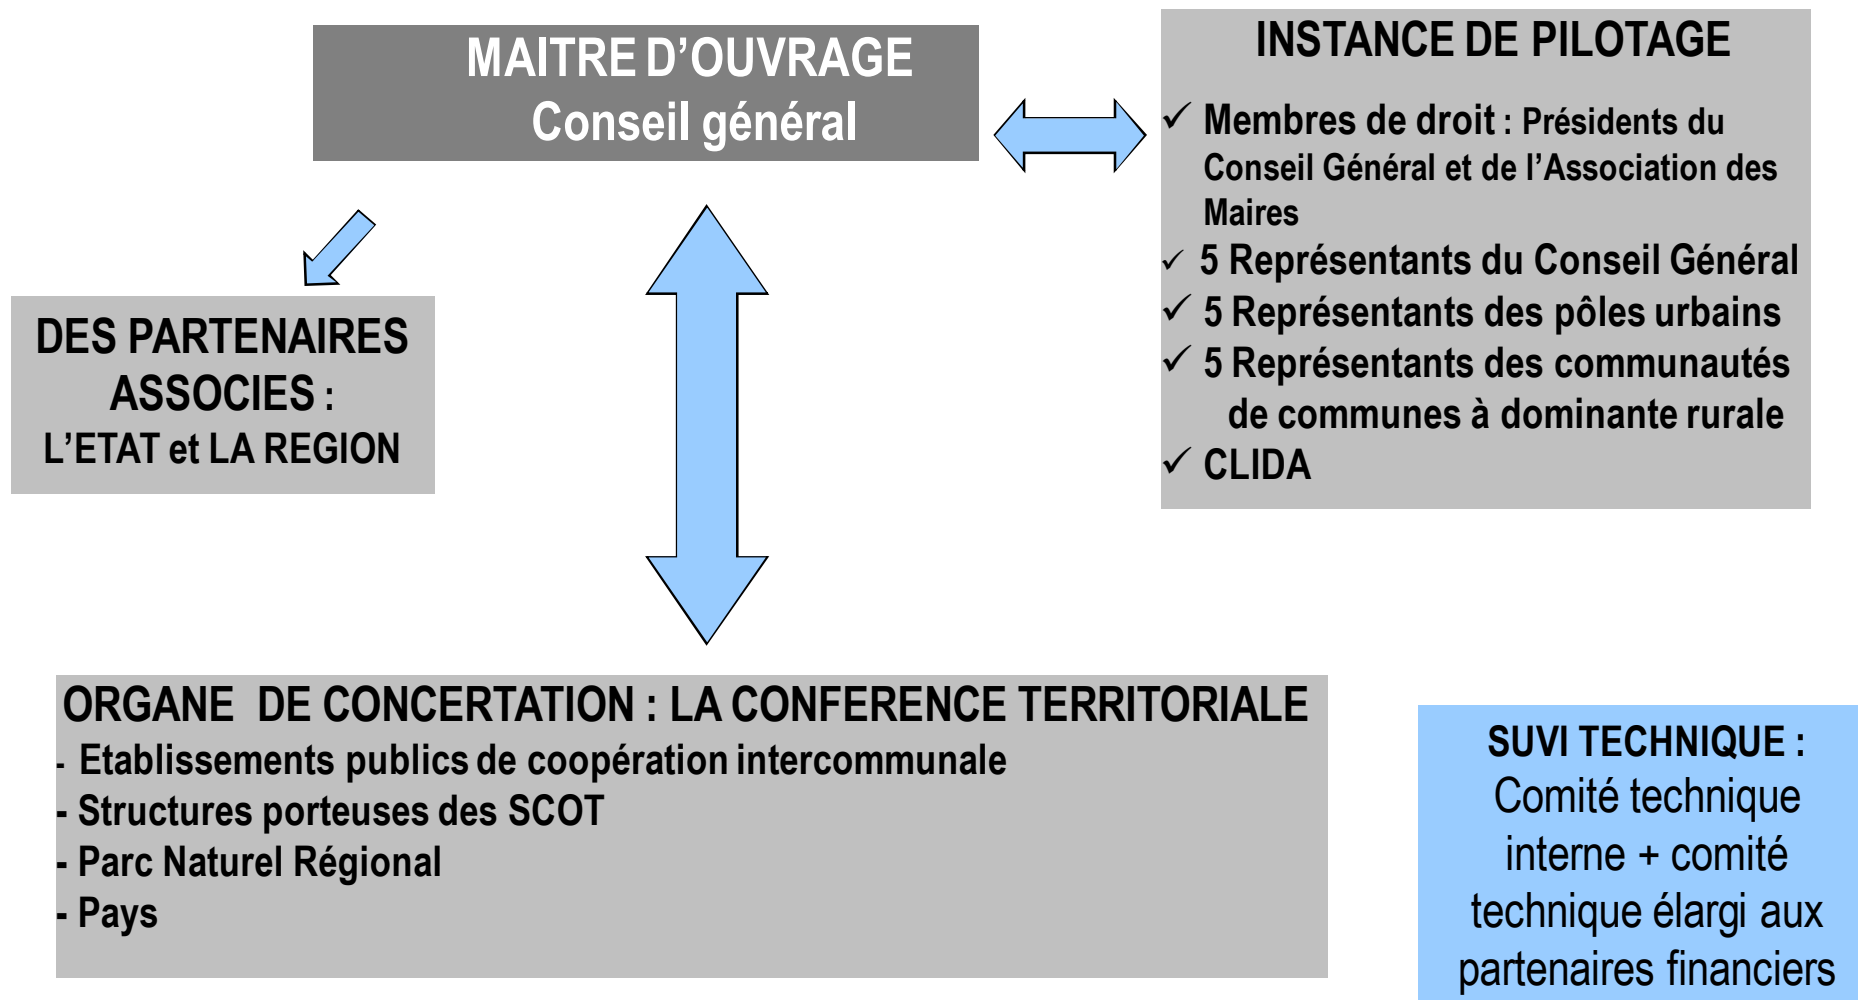 MAITRE D’OUVRAGE
Conseil général
INSTANCE DE PILOTAGE
✓ Membres de droit : Présidents du
Conseil Général et de l’Association des
Maires
✓ 5 Représentants du Conseil Général
✓ 5 Représentants des pôles urbains
✓ 5 Représentants des communautés
de communes à dominante rurale
✓ CLIDA
DES PARTENAIRES
ASSOCIES :
L’ETAT et LA REGION
ORGANE DE CONCERTATION : LA CONFERENCE TERRITORIALE
- Etablissements publics de coopération intercommunale
- Structures porteuses des SCOT
- Parc Naturel Régional
- Pays
SUVI TECHNIQUE :
Comité technique
interne + comité
technique élargi aux
partenaires financiers